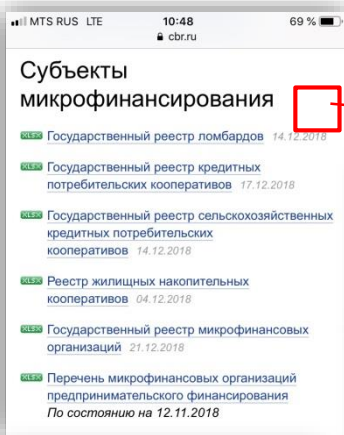 MTS RUS LTE 10:48 69 %
cbr.ru
Субъекты
микрофинансирования
XLSX Государственный реестр ломбардов 14.12.2018
XLSX Государственный реестр кредитных
потребительских кооперативов 17.12.2018
XLSX Государственный реестр сельскохозяйственных
кредитных потребительских
кооперативов 14.12.2018
XLSX Реестр жилищных накопительных
кооперативов 04.12.2018
XLSX Государственный реестр микрофинансовых
организаций 21.12.2018
XLSX Перечень микрофинансовых организаций
предпринимательского финансирования
По состоянию на 12.11.2018